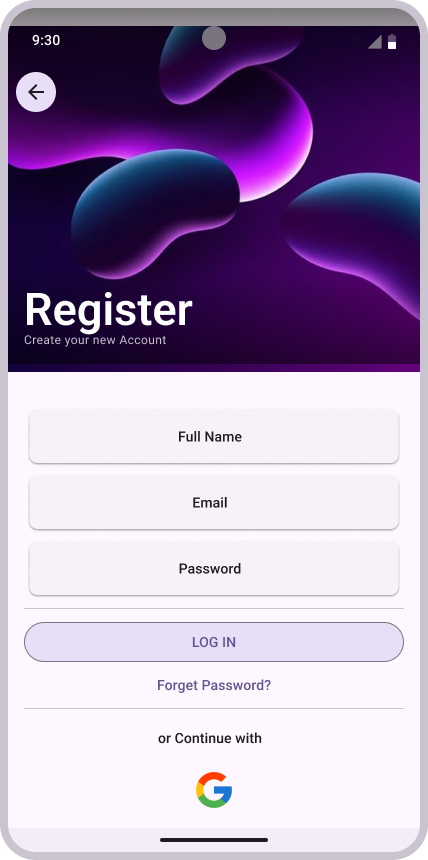 9:30
Register
Create your new Account
Full Name
Email
Password
LOG IN
Forget Password?
or Continue with